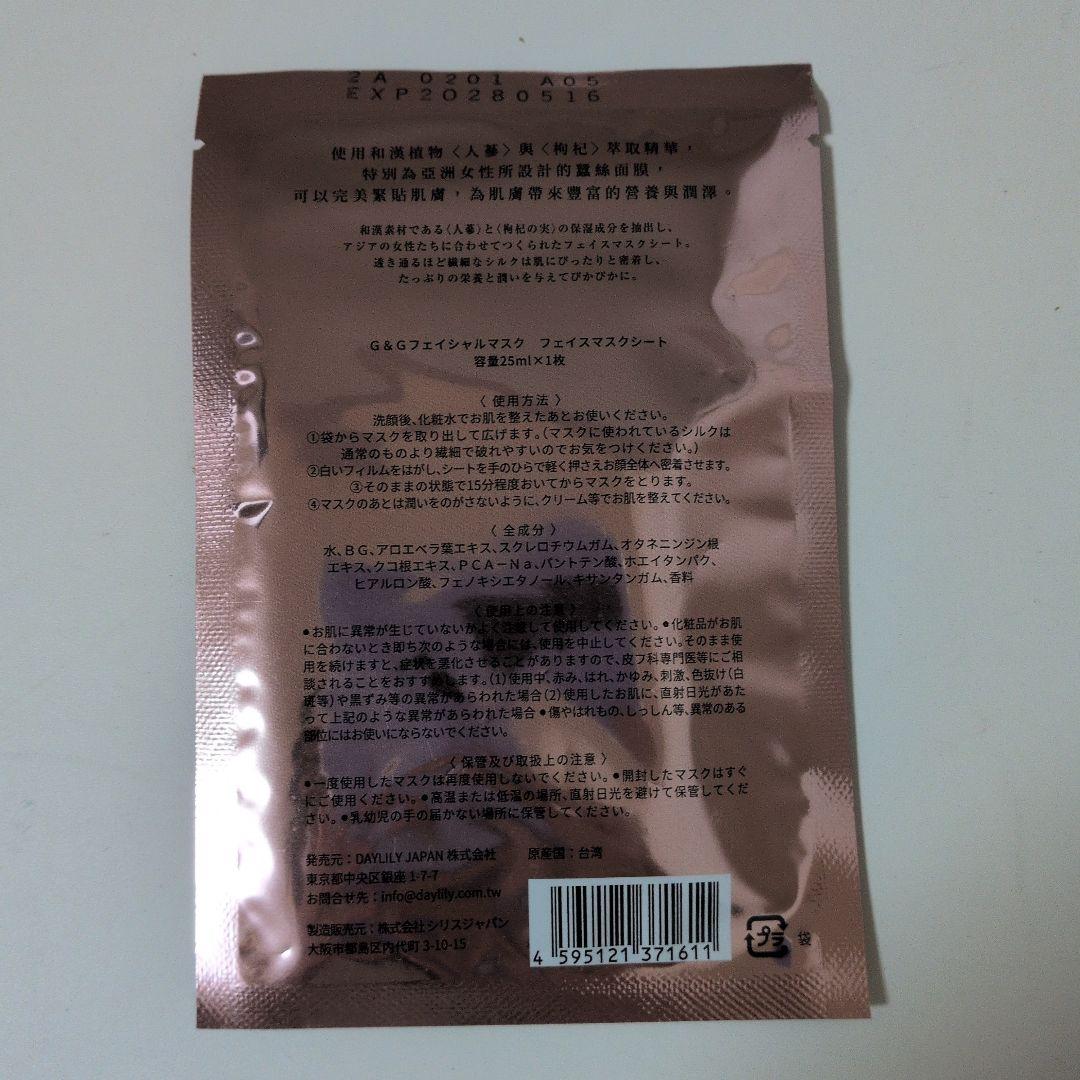 2A 0201 A05
EXP20280516
使用和漢植物〈人蔘〉與〈枸杞〉萃取精華，
特別為亞洲女性所設計的蠶絲面膜，
可以完美緊貼肌膚，為肌膚帶來豐富的營養與潤澤。
和漢素材である〈人蔘〉と〈枸杞の実〉の保湿成分を抽出し、
アジアの女性たちに合わせてつくられたフェイスマスクシート。
透き通るほど繊細なシルクは肌にぴったりと密着し、
たっぷりの栄養と潤いを与えてぴかぴかに。
G＆Gフェイシャルマスク　フェイスマスクシート
容量25ml×1枚
〈 使用方法 〉
洗顔後、化粧水でお肌を整えたあとお使いください。
①袋からマスクを取り出して広げます。（マスクに使われているシルクは
通常のものより繊細で破れやすいのでお気をつけください。）
②白いフィルムをはがし、シートを手のひらで軽く押さえお顔全体へ密着させます。
③そのままの状態で15分程度おいてからマスクをとります。
④マスクのあとは潤いをのがさないように、クリーム等でお肌を整えてください。
〈 全成分 〉
水、BG、アロエベラ葉エキス、スクレロチウムガム、オタネニンジン根
エキス、クコ根エキス、PCA－Na、パントテン酸、ホエイタンパク、
ヒアルロン酸、フェノキシエタノール、キサンタンガム、香料
〈 使用上の注意 〉
●お肌に異常が生じていないかよく注意して使用してください。●化粧品がお肌
に合わないとき即ち次のような場合には、使用を中止してください。そのまま使
用を続けますと、症状を悪化させることがありますので、皮フ科専門医等にご相
談されることをおすすめします。（1）使用中、赤み、はれ、かゆみ、刺激、色抜け（白
斑等）や黒ずみ等の異常があらわれた場合（2）使用したお肌に、直射日光があた
って上記のような異常があらわれた場合●傷やはれもの、しっしん等、異常のある
部位にはお使いにならないでください。
〈 保管及び取扱上の注意 〉
●一度使用したマスクは再度使用しないでください。●開封したマスクはすぐ
にご使用ください。●高温または低温の場所、直射日光を避けて保管してくだ
さい。●乳幼児の手の届かない場所に保管してください。
発売元：DAYLILY JAPAN 株式会社　原産国：台湾
東京都中央区銀座 1-7-7
お問合せ先：info@daylily.com.tw
製造販売元：株式会社 シリスジャパン
大阪市都島区内代町 3-10-15
4 595121 371611
プラ 袋